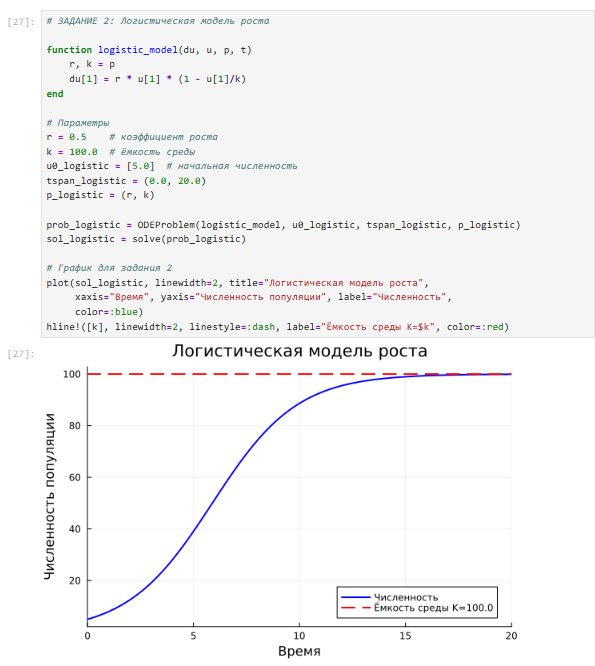 [27]:
# ЗАДАНИЕ 2: Логистическая модель роста
function logistic_model(du, u, p, t)
    r, k = p
    du[1] = r * u[1] * (1 - u[1]/k)
end
# Параметры
r = 0.5    # коэффициент роста
k = 100.0  # ёмкость среды
u0_logistic = [5.0]  # начальная численность
tspan_logistic = (0.0, 20.0)
p_logistic = (r, k)
prob_logistic = ODEProblem(logistic_model, u0_logistic, tspan_logistic, p_logistic)
sol_logistic = solve(prob_logistic)
# График для задания 2
plot(sol_logistic, linewidth=2, title="Логистическая модель роста",
     xaxis="Время", yaxis="Численность популяции", label="Численность",
     color=:blue)
hline!([k], linewidth=2, linestyle=:dash, label="Ёмкость среды K=$k", color=:red)
[27]:
Логистическая модель роста
Численность популяции
100
80
60
40
20
Численность
Ёмкость среды K=100.0
0 5 10 15 20
Время